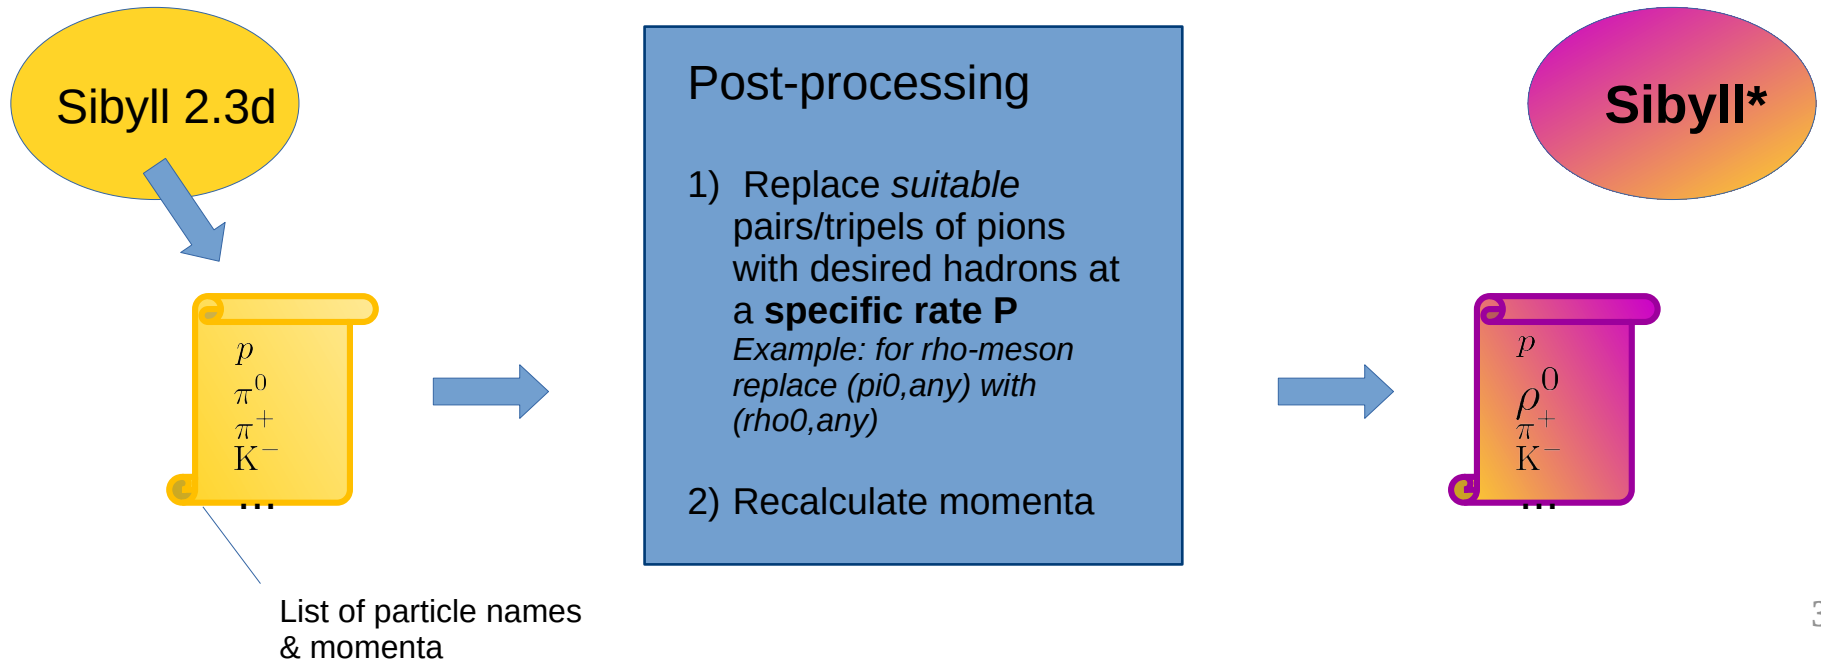 Sibyll 2.3d
p
π⁰
π⁺
K⁻
...
List of particle names
& momenta
Post-processing
1) Replace suitable
pairs/tripels of pions
with desired hadrons at
a specific rate P
Example: for rho-meson
replace (pi0,any) with
(rho0,any)
2) Recalculate momenta
Sibyll*
p
ρ⁰
π⁺
K⁻
...
3